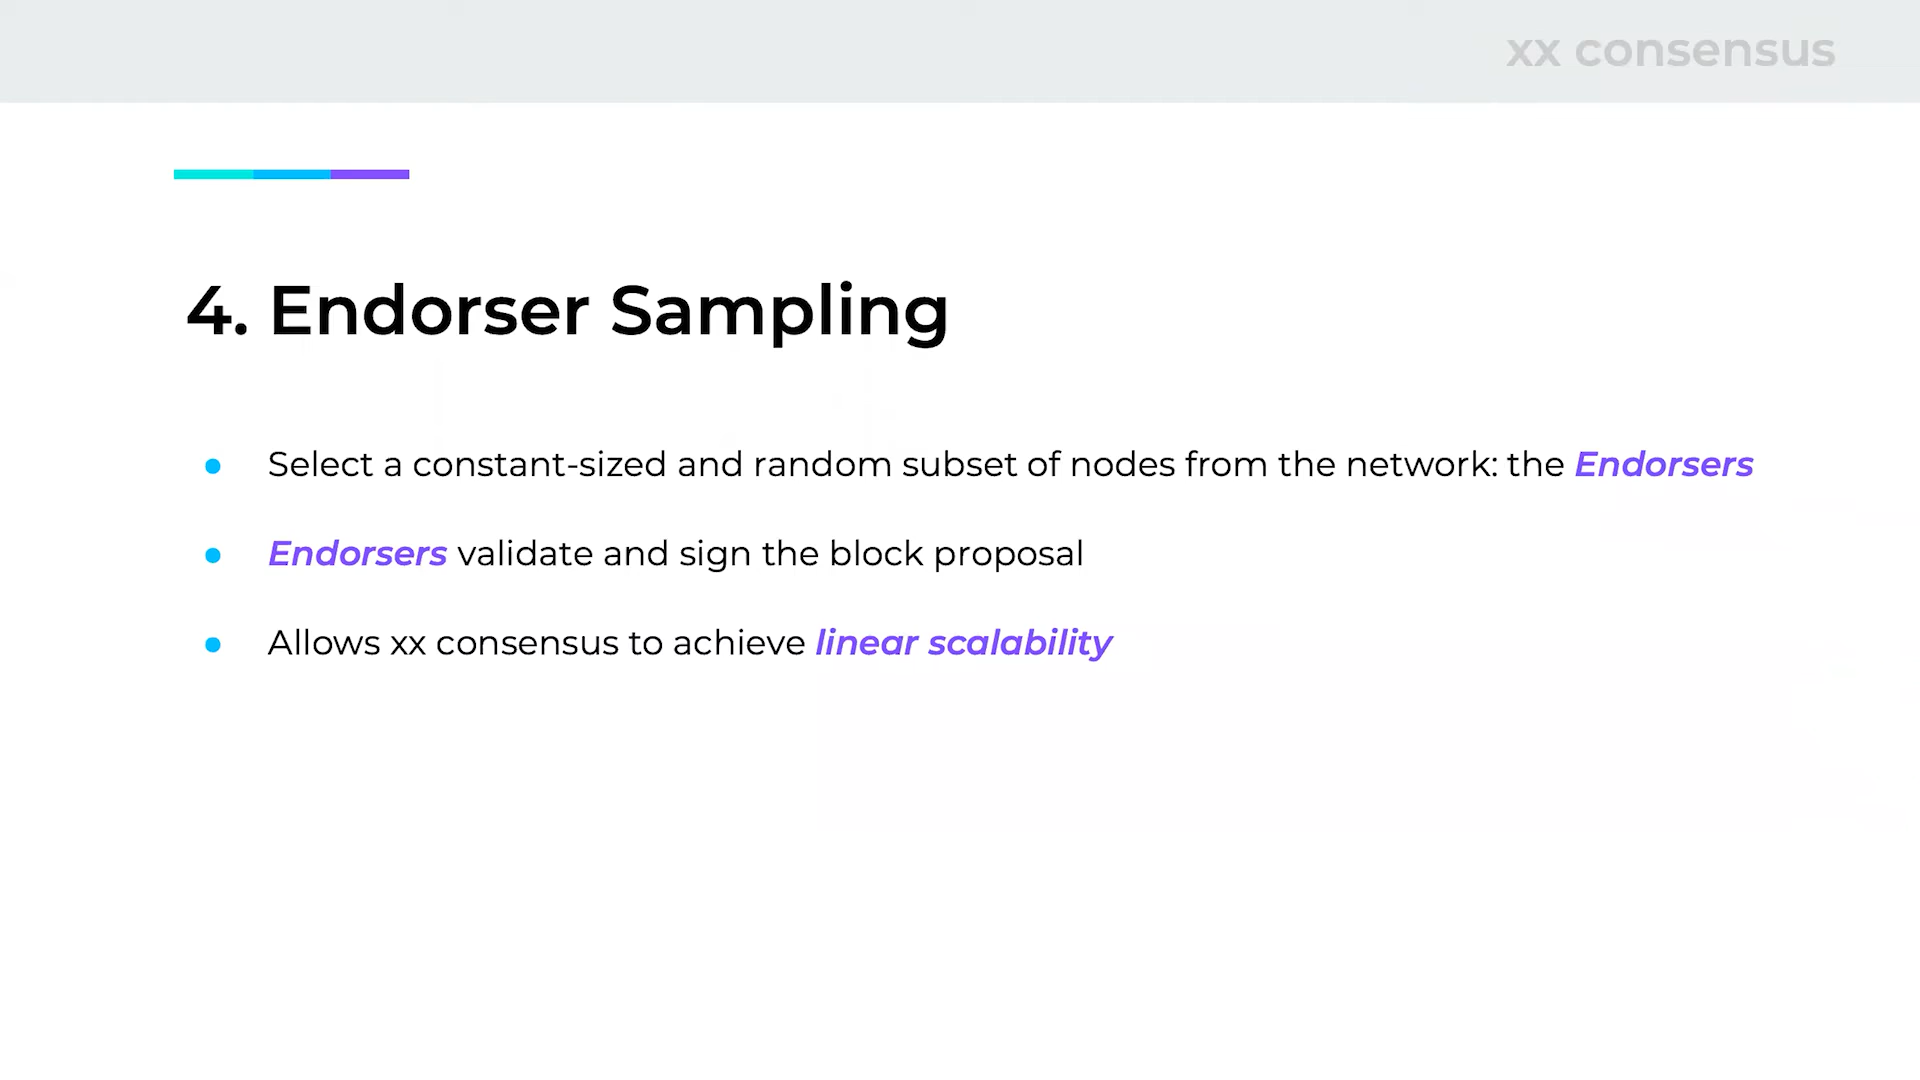 xx consensus
4. Endorser Sampling
● Select a constant-sized and random subset of nodes from the network: the Endorsers
● Endorsers validate and sign the block proposal
● Allows xx consensus to achieve linear scalability